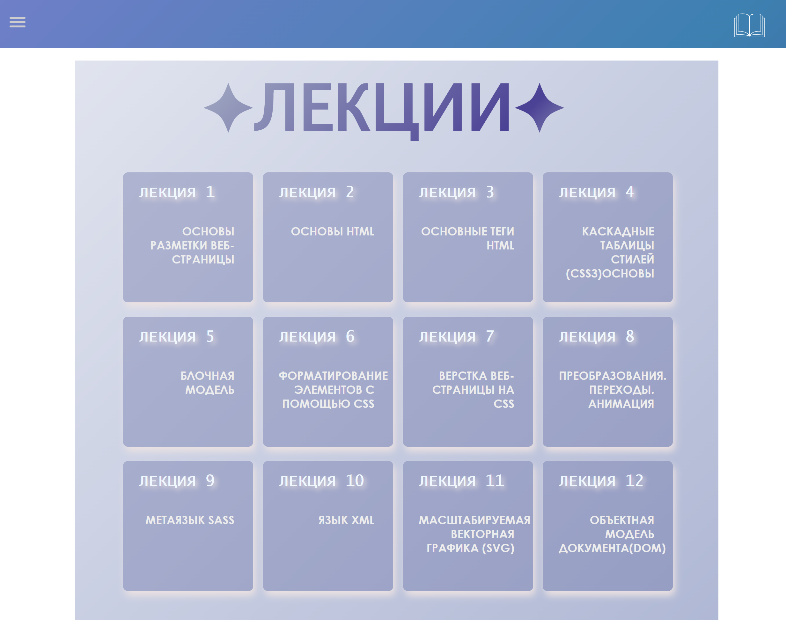 ✦ЛЕКЦИИ✦
ЛЕКЦИЯ 1
ОСНОВЫ
РАЗМЕТКИ ВЕБ-
СТРАНИЦЫ
ЛЕКЦИЯ 2
ОСНОВЫ HTML
ЛЕКЦИЯ 3
ОСНОВНЫЕ ТЕГИ
HTML
ЛЕКЦИЯ 4
КАСКАДНЫЕ
ТАБЛИЦЫ
СТИЛЕЙ
(CSS3)ОСНОВЫ
ЛЕКЦИЯ 5
БЛОЧНАЯ
МОДЕЛЬ
ЛЕКЦИЯ 6
ФОРМАТИРОВАНИЕ
ЭЛЕМЕНТОВ С
ПОМОЩЬЮ CSS
ЛЕКЦИЯ 7
ВЕРСТКА ВЕБ-
СТРАНИЦЫ НА
CSS
ЛЕКЦИЯ 8
ПРЕОБРАЗОВАНИЯ.
ПЕРЕХОДЫ.
АНИМАЦИЯ
ЛЕКЦИЯ 9
МЕТАЯЗЫК SASS
ЛЕКЦИЯ 10
ЯЗЫК XML
ЛЕКЦИЯ 11
МАСШТАБИРУЕМАЯ
ВЕКТОРНАЯ
ГРАФИКА (SVG)
ЛЕКЦИЯ 12
ОБЪЕКТНАЯ
МОДЕЛЬ
ДОКУМЕНТА(DOM)